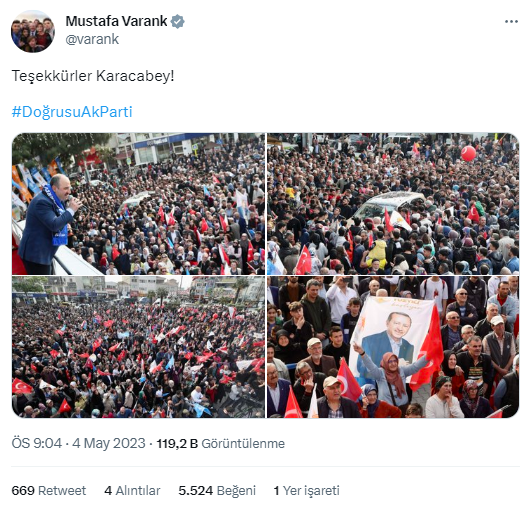 Mustafa Varank
@varank
Teşekkürler Karacabey!
#DoğrusuAkParti
ÖS 9:04 · 4 May 2023 · 119,2 B Görüntülenme
669 Retweet 4 Alıntılar 5.524 Beğeni 1 Yer işareti